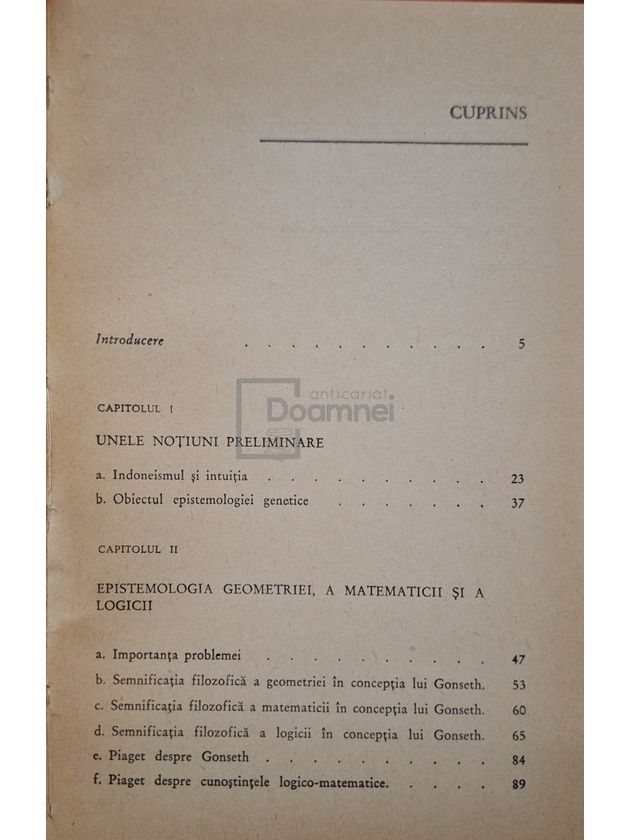 CUPRINS
Introducere . . . . . . . . . . . 5
anticariat
Doamnei
CAPITOLUL I
UNELE NOȚIUNI PRELIMINARE
a. Indoneismul și intuiția . . . . . . . . . . 23
b. Obiectul epistemologiei genetice . . . . . . . 37
CAPITOLUL II
EPISTEMOLOGIA GEOMETRIEI, A MATEMATICII ȘI A
LOGICII
a. Importanța problemei . . . . . . . . . . 47
b. Semnificația filozofică a geometriei în concepția lui Gonseth. 53
c. Semnificația filozofică a matematicii în concepția lui Gonseth. 60
d. Semnificația filozofică a logicii în concepția lui Gonseth. 65
e. Piaget despre Gonseth . . . . . . . . . . 84
f. Piaget despre cunoștințele logico-matematice. . . . . 89